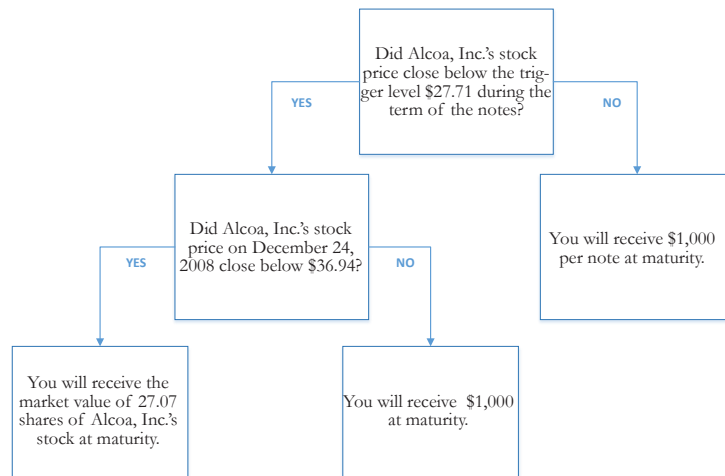 Did Alcoa, Inc.'s stock
price close below the trig-
ger level $27.71 during the
term of the notes?
YES
NO
Did Alcoa, Inc.'s stock
price on December 24,
2008 close below $36.94?
You will receive $1,000
per note at maturity.
YES
NO
You will receive the
market value of 27.07
shares of Alcoa, Inc.'s
stock at maturity.
You will receive $1,000
at maturity.